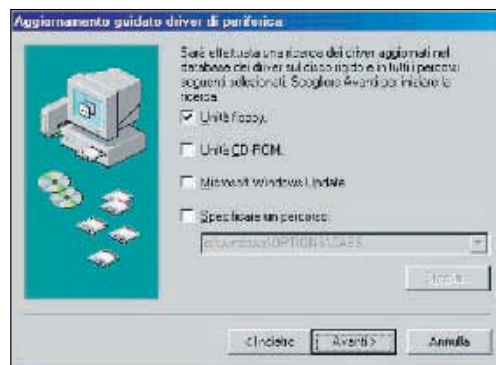 Aggiornamento guidato driver di periferica
Sarà effettuata una ricerca dei driver aggiornati nel
database dei driver sul disco rigido e in tutti i percorsi
seguenti selezionati. Scegliere Avanti per iniziare la
ricerca.
Unità floppy.
Unità CD-ROM.
Microsoft Windows Update
Specificare un percorso:
\OPTIONS\CABS
< Indietro
Avanti >
Annulla